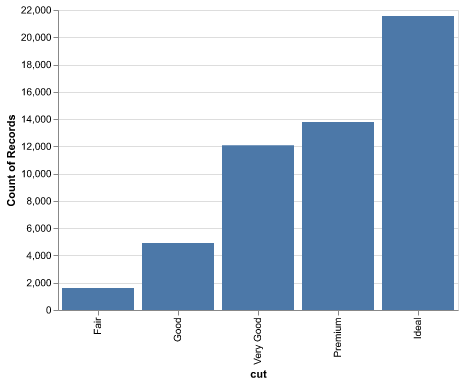 22,000
20,000
18,000
16,000
14,000
12,000
10,000
8,000
6,000
4,000
2,000
0
Count of Records
Fair
Good
Very Good
Premium
Ideal
cut